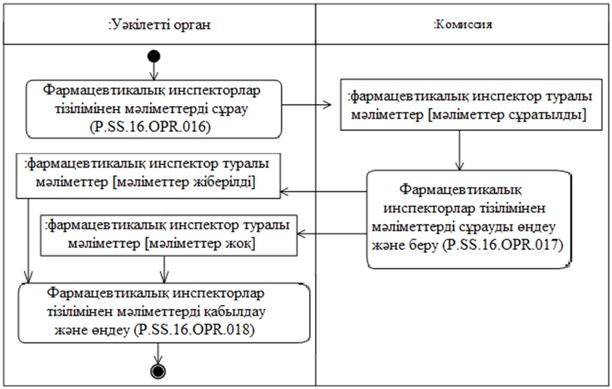 :Уәкілетті орган
:Комиссия
Фармацевтикалық инспекторлар
тізілімінен мәліметтерді сұрау
(P.SS.16.OPR.016)
:фармацевтикалық инспектор туралы
мәліметтер [мәліметтер сұратылды]
:фармацевтикалық инспектор туралы
мәліметтер [мәліметтер жіберілді]
Фармацевтикалық
инспекторлар тізілімінен
мәліметтерді сұрауды өңдеу
және беру (P.SS.16.OPR.017)
:фармацевтикалық инспектор туралы
мәліметтер [мәліметтер жоқ]
Фармацевтикалық инспекторлар
тізілімінен мәліметтерді қабылдау
және өңдеу (P.SS.16.OPR.018)